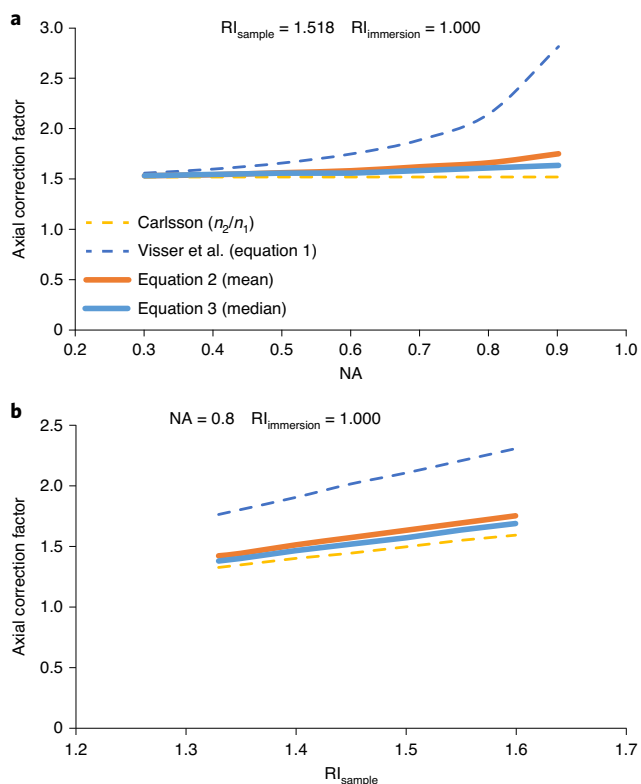 a
RI_sample = 1.518 RI_immersion = 1.000
3.0
2.5
2.0
1.5
1.0
0.5
0
Axial correction factor
Carlsson (n2/n1)
Visser et al. (equation 1)
Equation 2 (mean)
Equation 3 (median)
0.2 0.3 0.4 0.5 0.6 0.7 0.8 0.9 1.0
NA
b
NA = 0.8 RI_immersion = 1.000
2.5
2.0
1.5
1.0
0.5
0
Axial correction factor
1.2 1.3 1.4 1.5 1.6 1.7
RI_sample